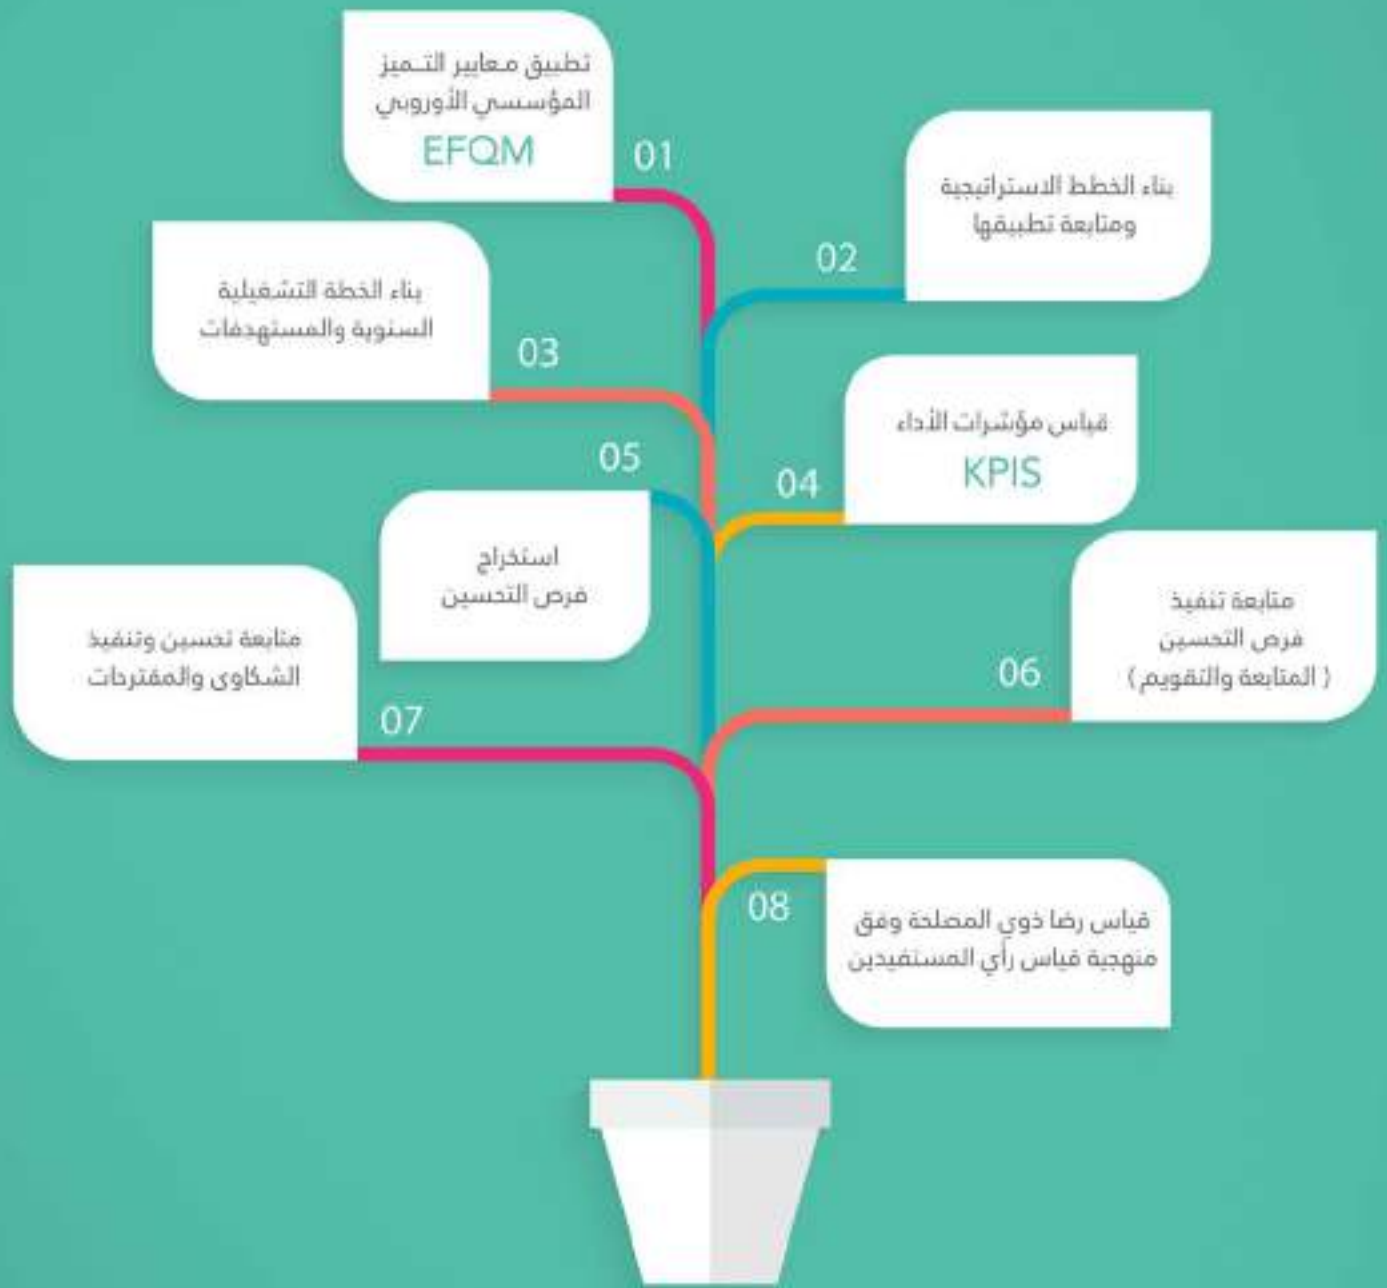 01
تطبيق معايير التميز
المؤسسي الأوروبي
EFQM
02
بناء الخطط الاستراتيجية
ومتابعة تطبيقها
03
بناء الخطة التشغيلية
السنوية والمستهدفات
04
قياس مؤشرات الأداء
KPIS
05
استخراج
فرص التحسين
06
متابعة تنفيذ
فرص التحسين
( المتابعة والتقويم )
07
متابعة تحسين وتنفيذ
الشكاوى والمقترحات
08
قياس رضا ذوي المصلحة وفق
منهجية قياس رأي المستفيدين